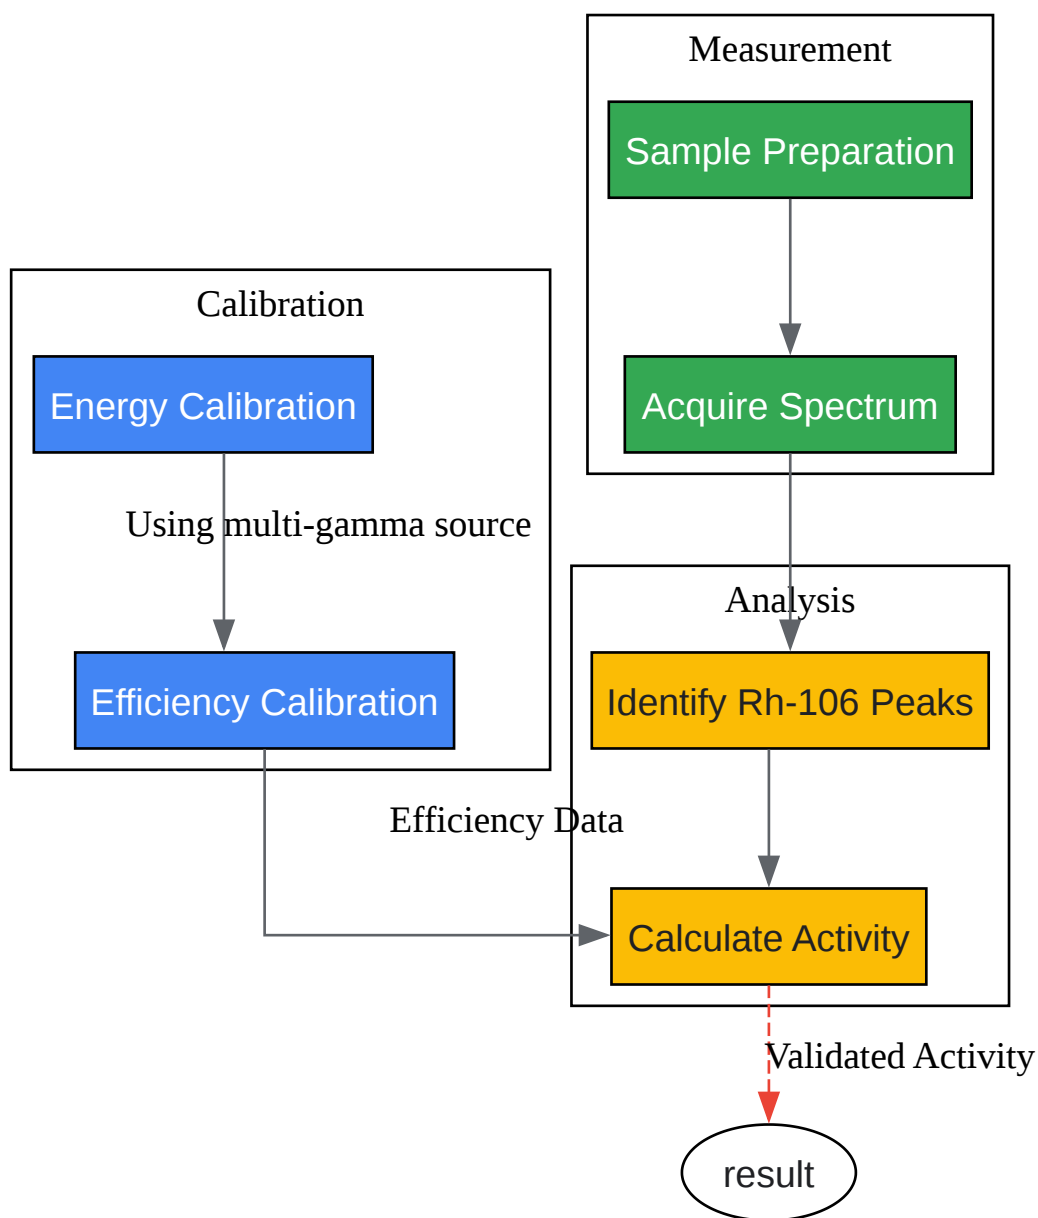 Measurement
Sample Preparation
Calibration
Energy Calibration
Acquire Spectrum
Using multi-gamma source
Analysis
Efficiency Calibration
Identify Rh-106 Peaks
Efficiency Data
Calculate Activity
Validated Activity
result